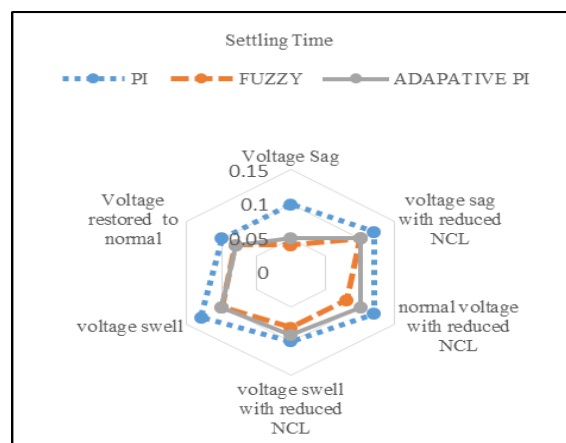 Settling Time
PI
FUZZY
ADAPATIVE PI
Voltage Sag
0.15
0.1
0.05
0
voltage sag
with reduced
NCL
normal voltage
with reduced
NCL
voltage swell
with reduced
NCL
voltage swell
Voltage
restored to
normal